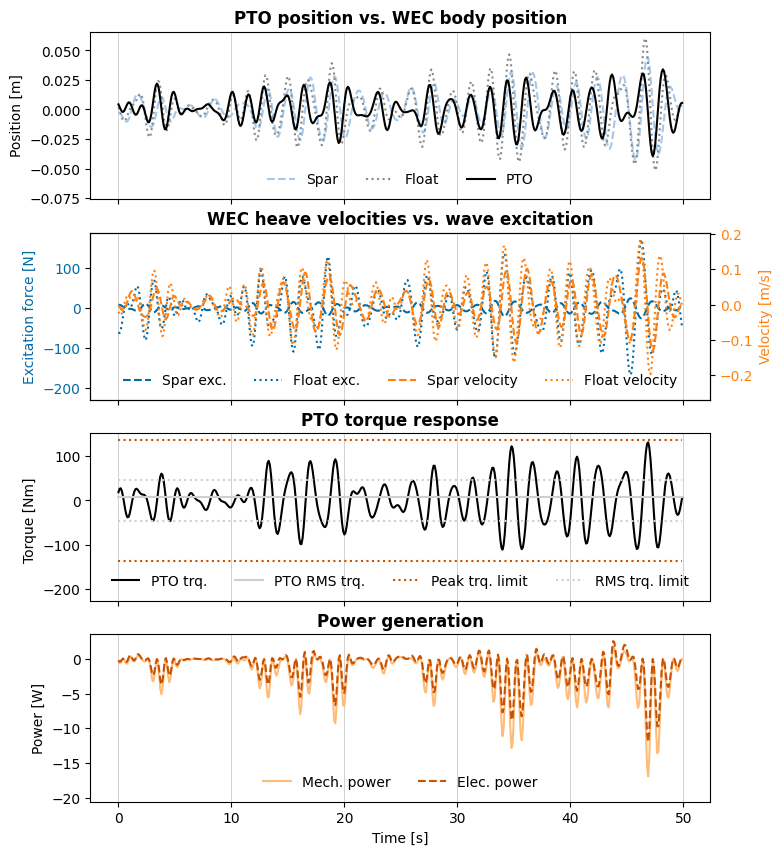 PTO position vs. WEC body position
0.050
0.025
0.000
−0.025
−0.050
−0.075
Position [m]
Spar Float PTO
WEC heave velocities vs. wave excitation
100
0
−100
−200
Excitation force [N]
0.2
0.1
0.0
−0.1
−0.2
Velocity [m/s]
Spar exc. Float exc. Spar velocity Float velocity
PTO torque response
100
0
−100
−200
Torque [Nm]
PTO trq. PTO RMS trq. Peak trq. limit RMS trq. limit
Power generation
0
−5
−10
−15
−20
Power [W]
Mech. power Elec. power
0 10 20 30 40 50
Time [s]